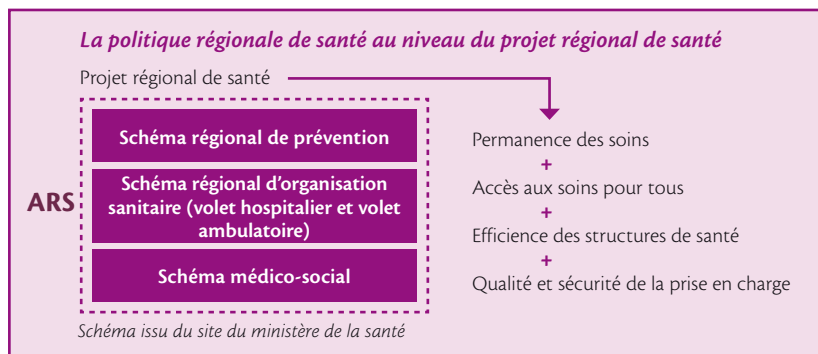 La politique régionale de santé au niveau du projet régional de santé
Projet régional de santé
ARS
Schéma régional de prévention
Schéma régional d'organisation
sanitaire (volet hospitalier et volet
ambulatoire)
Schéma médico-social
Permanence des soins
+
Accès aux soins pour tous
+
Efficience des structures de santé
+
Qualité et sécurité de la prise en charge
Schéma issu du site du ministère de la santé